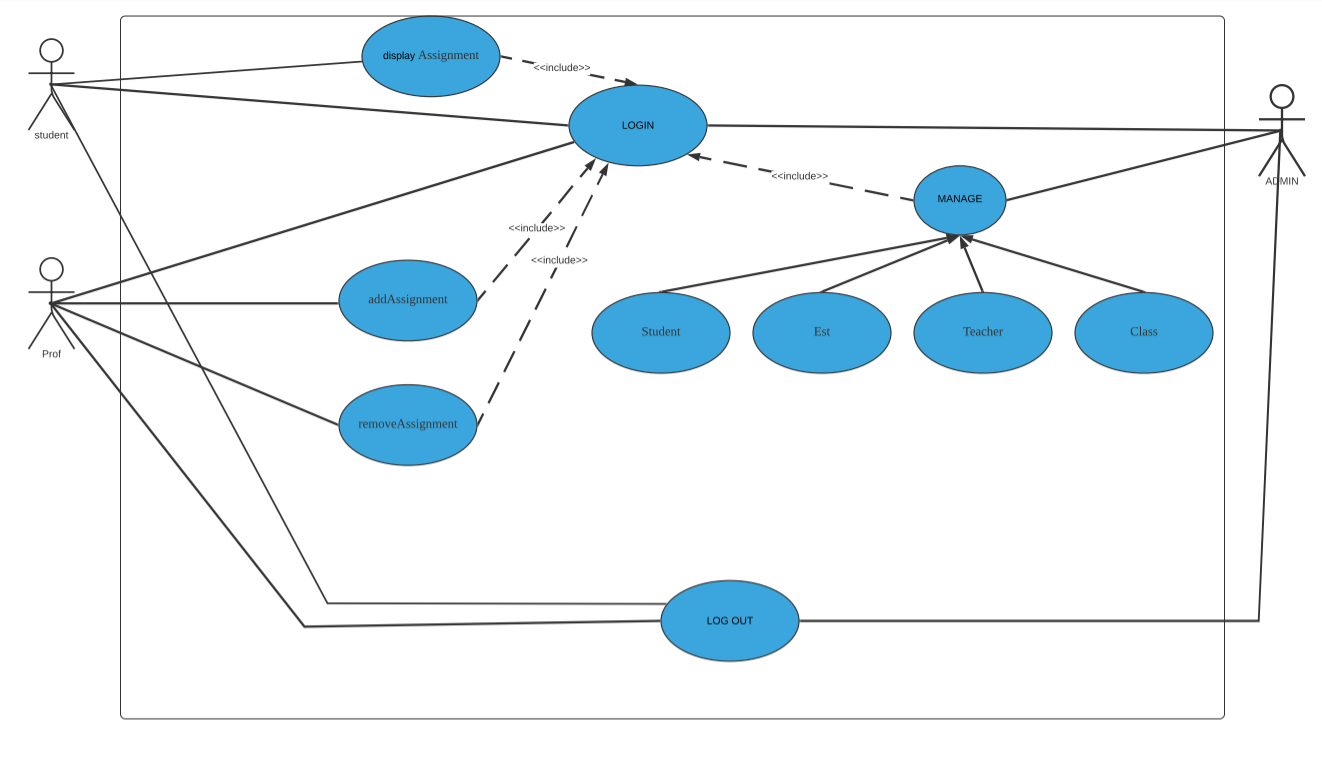 display Assignment
<<include>>
LOGIN
student
<<include>>
ADMIN
MANAGE
<<include>>
<<include>>
addAssignment
Student
Est
Teacher
Class
Prof
removeAssignment
LOG OUT